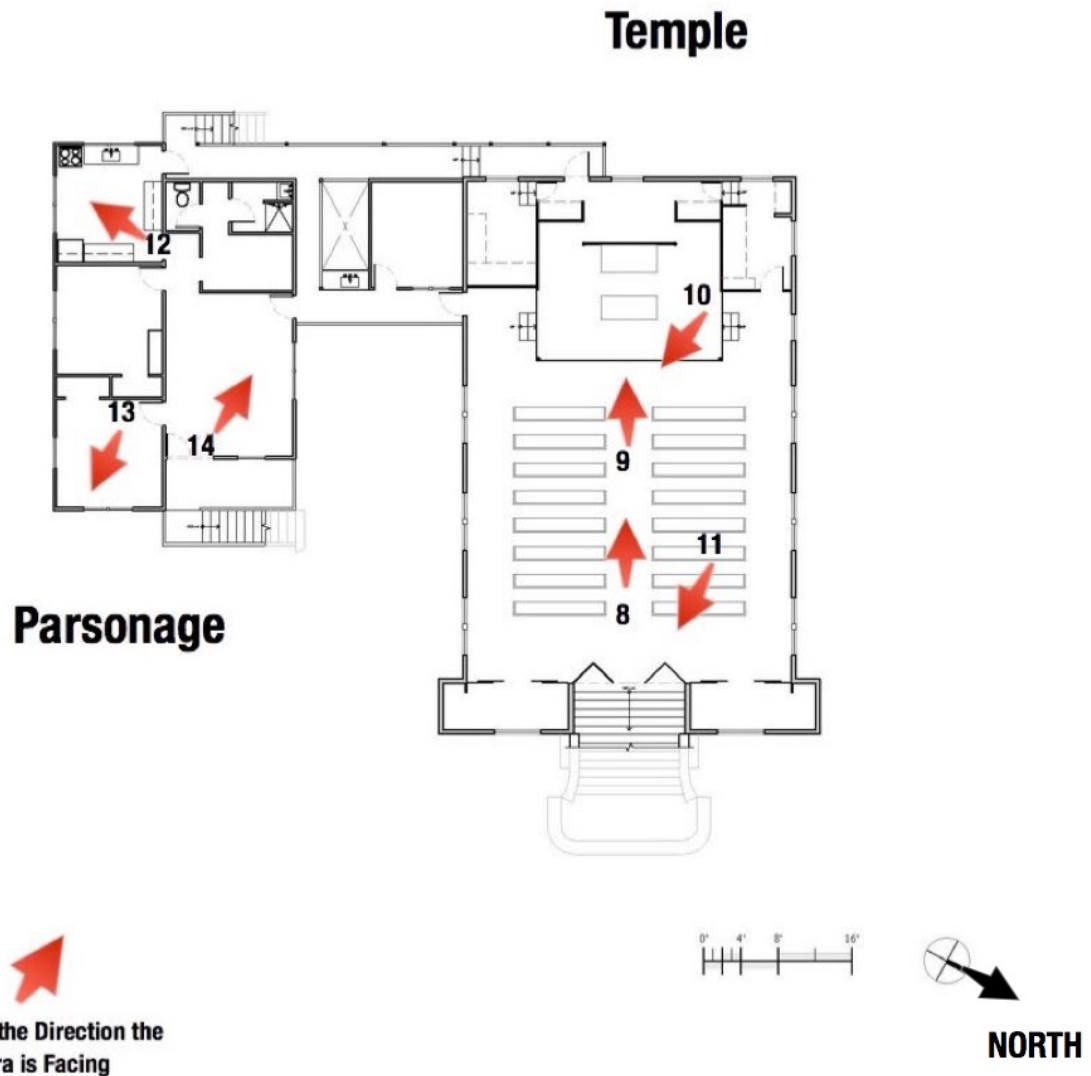 Temple
12
10
13
14
9
11
8
Parsonage
0' 4' 8' 16'
the Direction the
ra is Facing
NORTH